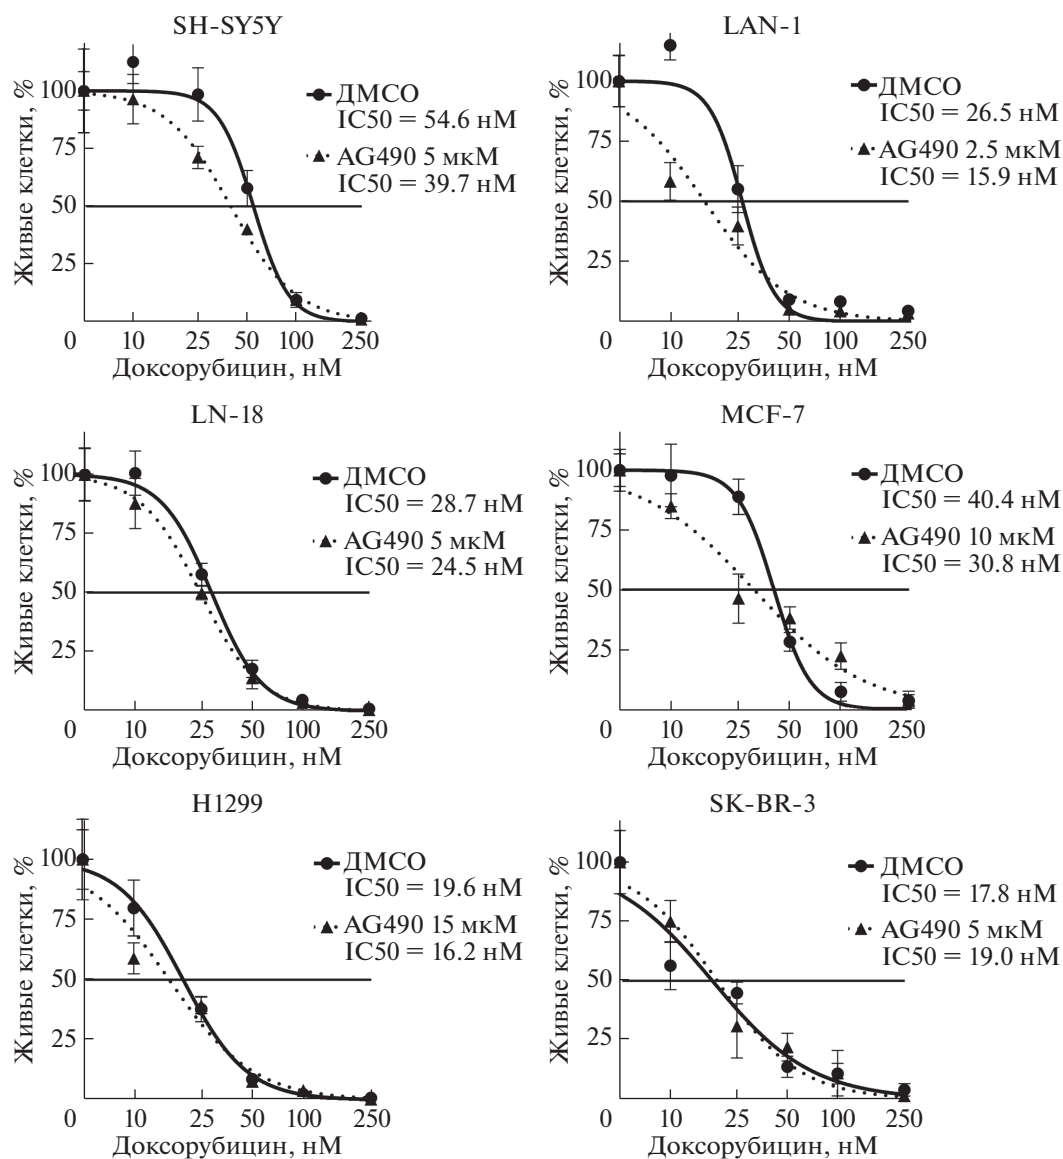 SH-SY5Y
Живые клетки, %
100
75
50
25
ДМСО
IC50 = 54.6 нМ
AG490 5 мкМ
IC50 = 39.7 нМ
0 10 25 50 100 250
Доксорубицин, нМ
LAN-1
Живые клетки, %
100
75
50
25
ДМСО
IC50 = 26.5 нМ
AG490 2.5 мкМ
IC50 = 15.9 нМ
0 10 25 50 100 250
Доксорубицин, нМ
LN-18
Живые клетки, %
100
75
50
25
ДМСО
IC50 = 28.7 нМ
AG490 5 мкМ
IC50 = 24.5 нМ
0 10 25 50 100 250
Доксорубицин, нМ
MCF-7
Живые клетки, %
100
75
50
25
ДМСО
IC50 = 40.4 нМ
AG490 10 мкМ
IC50 = 30.8 нМ
0 10 25 50 100 250
Доксорубицин, нМ
H1299
Живые клетки, %
100
75
50
25
ДМСО
IC50 = 19.6 нМ
AG490 15 мкМ
IC50 = 16.2 нМ
0 10 25 50 100 250
Доксорубицин, нМ
SK-BR-3
Живые клетки, %
100
75
50
25
ДМСО
IC50 = 17.8 нМ
AG490 5 мкМ
IC50 = 19.0 нМ
0 10 25 50 100 250
Доксорубицин, нМ